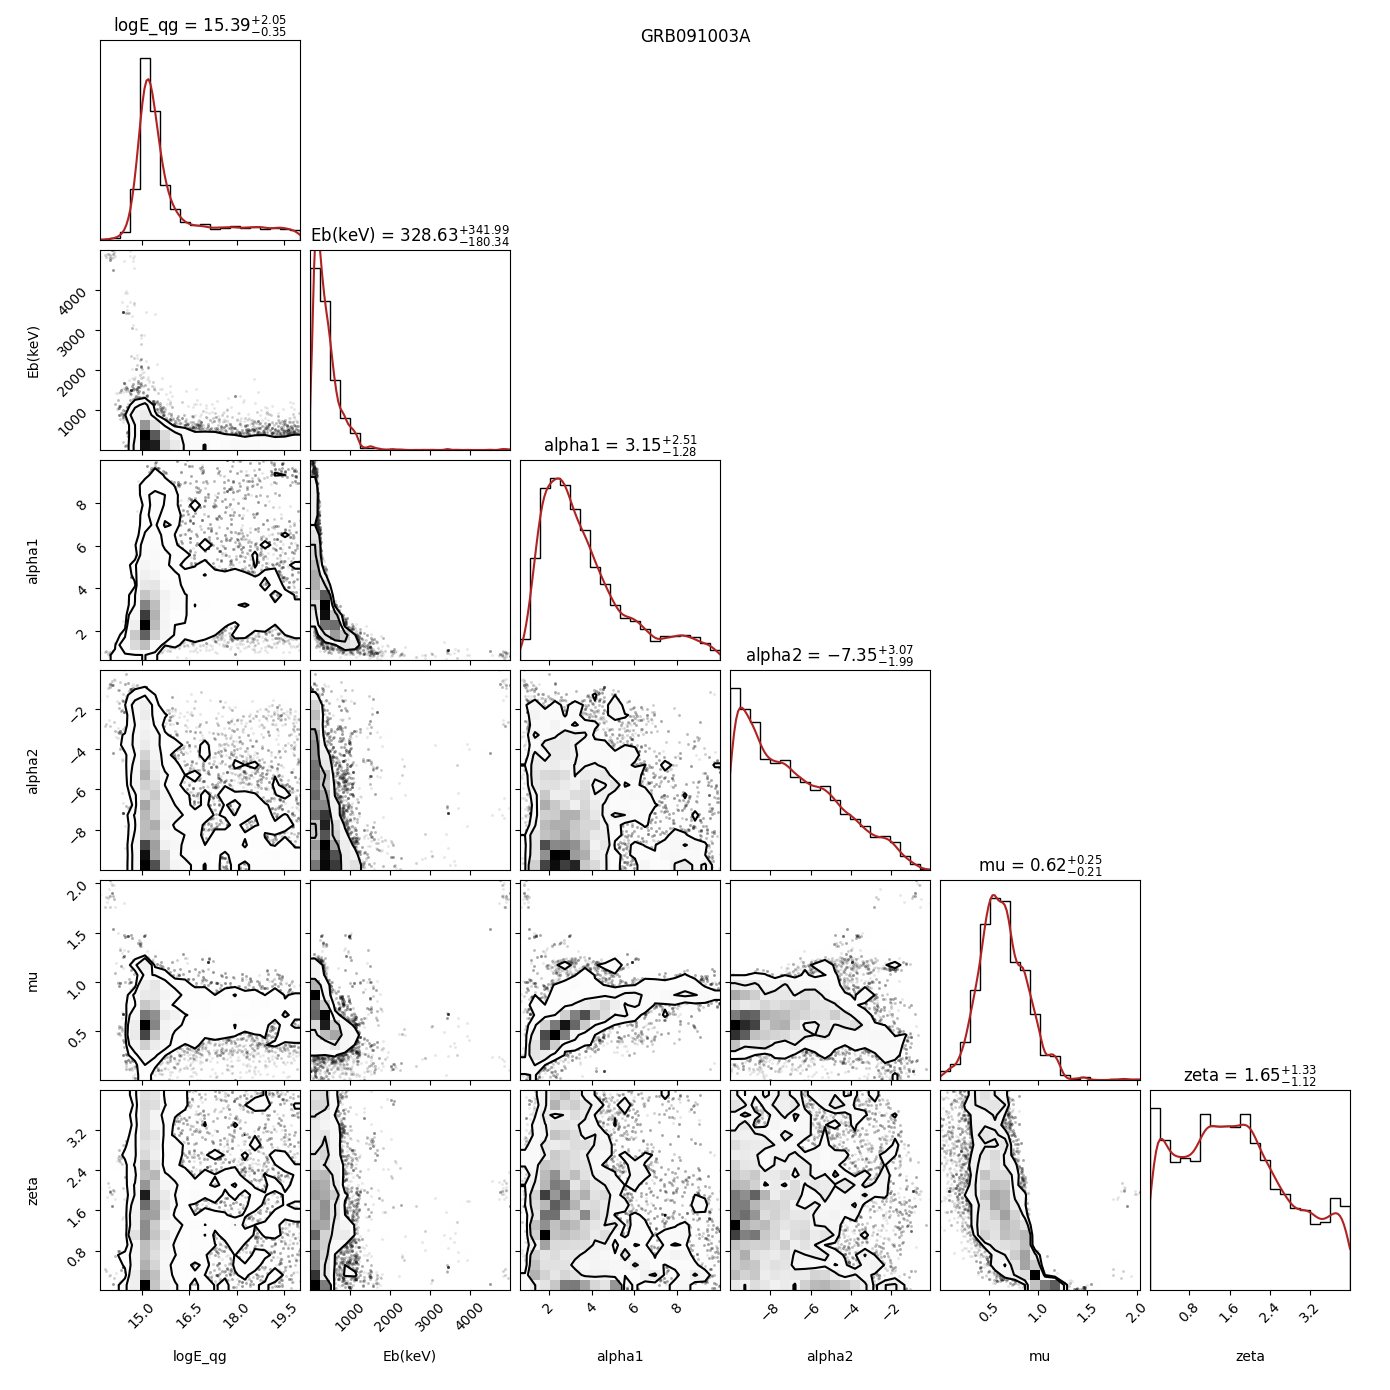 GRB091003A
logE_qg = 15.39+2.05 −0.35
Eb(keV) = 328.63+341.99 −180.34
4000
3000
2000
1000
Eb(keV)
alpha1 = 3.15+2.51 −1.28
8
6
4
2
alpha1
alpha2 = −7.35+3.07 −1.99
−2
−4
−6
−8
alpha2
mu = 0.62+0.25 −0.21
2.0
1.5
1.0
0.5
mu
zeta = 1.65+1.33 −1.12
3.2
2.4
1.6
0.8
zeta
15.0 16.5 18.0 19.5 1000 2000 3000 4000 2 4 6 8 −8 −6 −4 −2 0.5 1.0 1.5 2.0 0.8 1.6 2.4 3.2
logE_qg Eb(keV) alpha1 alpha2 mu zeta